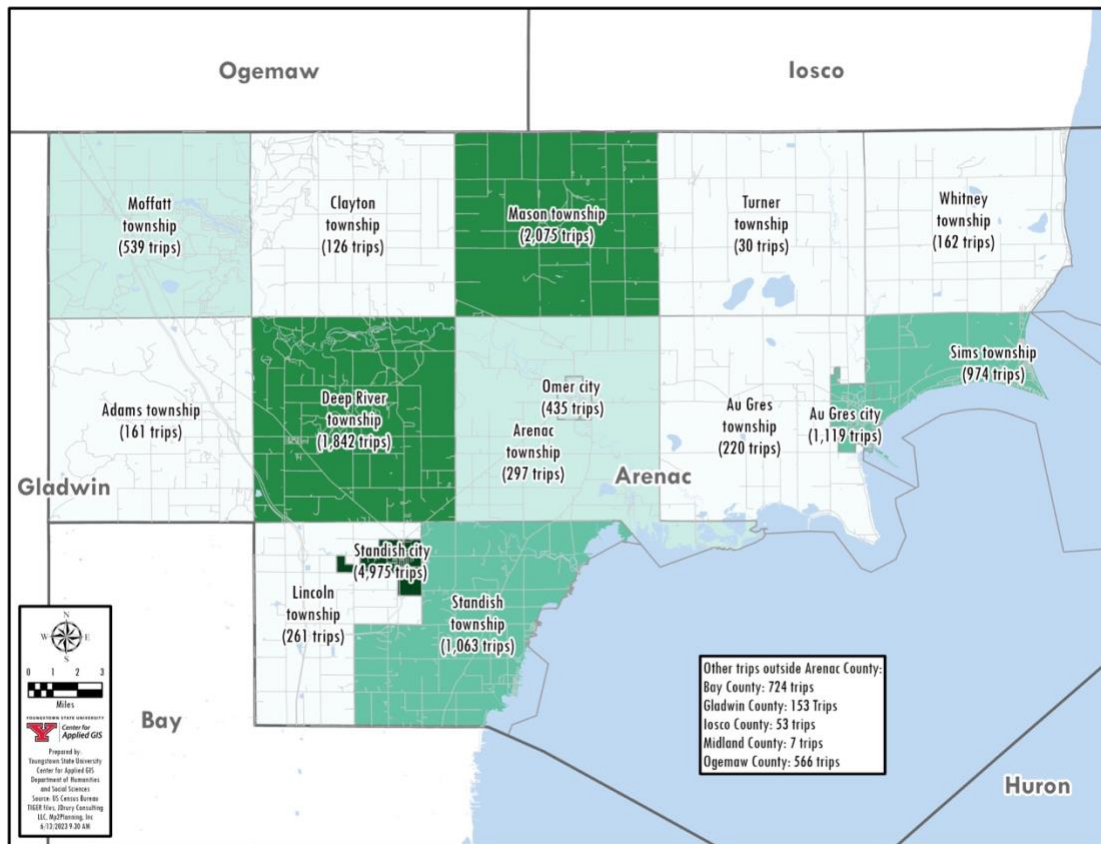 Ogemaw
Iosco
Moffatt
township
(539 trips)
Clayton
township
(126 trips)
Mason township
(2,075 trips)
Turner
township
(30 trips)
Whitney
township
(162 trips)
Adams township
(161 trips)
Deep River
township
(1,842 trips)
Omer city
(435 trips)
Arenac
township
(297 trips)
Au Gres
township
(220 trips)
Au Gres city
(1,119 trips)
Sims township
(974 trips)
Gladwin
Arenac
Standish city
(4,975 trips)
Lincoln
township
(261 trips)
Standish
township
(1,063 trips)
N
W E
S
0 1 2 3
Miles
YOUNGSTOWN STATE UNIVERSITY
Y Center for
Applied GIS
Prepared by:
Youngstown State University
Center for Applied GIS
Department of Humanities
and Social Sciences
Source: US Census Bureau
TIGER files, JDrury Consulting
LLC, Mp2Planning, Inc
6/13/2023 9:30 AM
Bay
Other trips outside Arenac County:
Bay County: 724 trips
Gladwin County: 153 Trips
Iosco County: 53 trips
Midland County: 7 trips
Ogemaw County: 566 trips
Huron